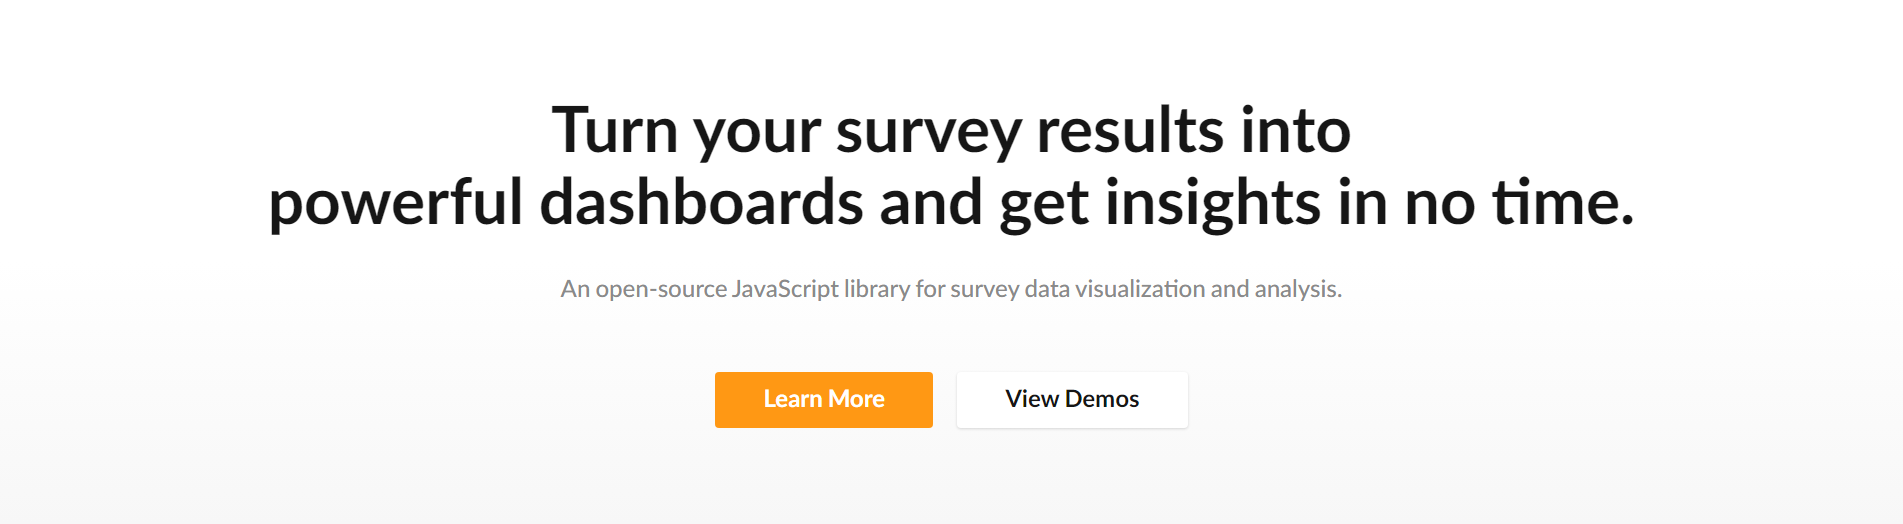 Turn your survey results into
powerful dashboards and get insights in no time.
An open-source JavaScript library for survey data visualization and analysis.
Learn More
View Demos